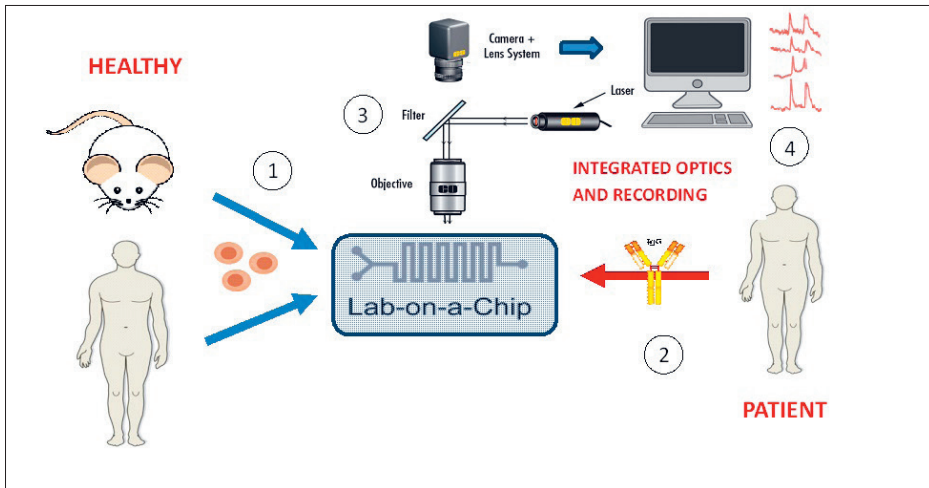 HEALTHY
Camera +
Lens System
Laser
3
Filter
4
1
INTEGRATED OPTICS
AND RECORDING
Objective
IgG
Lab-on-a-Chip
2
PATIENT